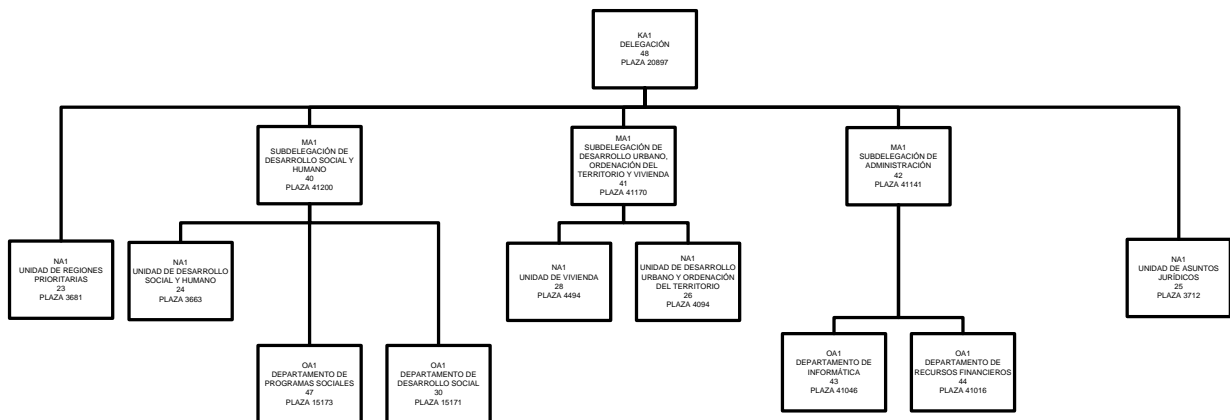 KA1
DELEGACIÓN
48
PLAZA 20897
MA1
SUBDELEGACIÓN DE
DESARROLLO SOCIAL Y
HUMANO
40
PLAZA 41200
MA1
SUBDELEGACIÓN DE
DESARROLLO URBANO,
ORDENACIÓN DEL
TERRITORIO Y VIVIENDA
41
PLAZA 41170
MA1
SUBDELEGACIÓN DE
ADMINISTRACIÓN
42
PLAZA 41141
NA1
UNIDAD DE REGIONES
PRIORITARIAS
23
PLAZA 3681
NA1
UNIDAD DE DESARROLLO
SOCIAL Y HUMANO
24
PLAZA 3663
NA1
UNIDAD DE VIVIENDA
28
PLAZA 4494
NA1
UNIDAD DE DESARROLLO
URBANO Y ORDENACIÓN
DEL TERRITORIO
26
PLAZA 4094
NA1
UNIDAD DE ASUNTOS
JURÍDICOS
25
PLAZA 3712
OA1
DEPARTAMENTO DE
PROGRAMAS SOCIALES
47
PLAZA 15173
OA1
DEPARTAMENTO DE
DESARROLLO SOCIAL
30
PLAZA 15171
OA1
DEPARTAMENTO DE
INFORMÁTICA
43
PLAZA 41046
OA1
DEPARTAMENTO DE
RECURSOS FINANCIEROS
44
PLAZA 41016